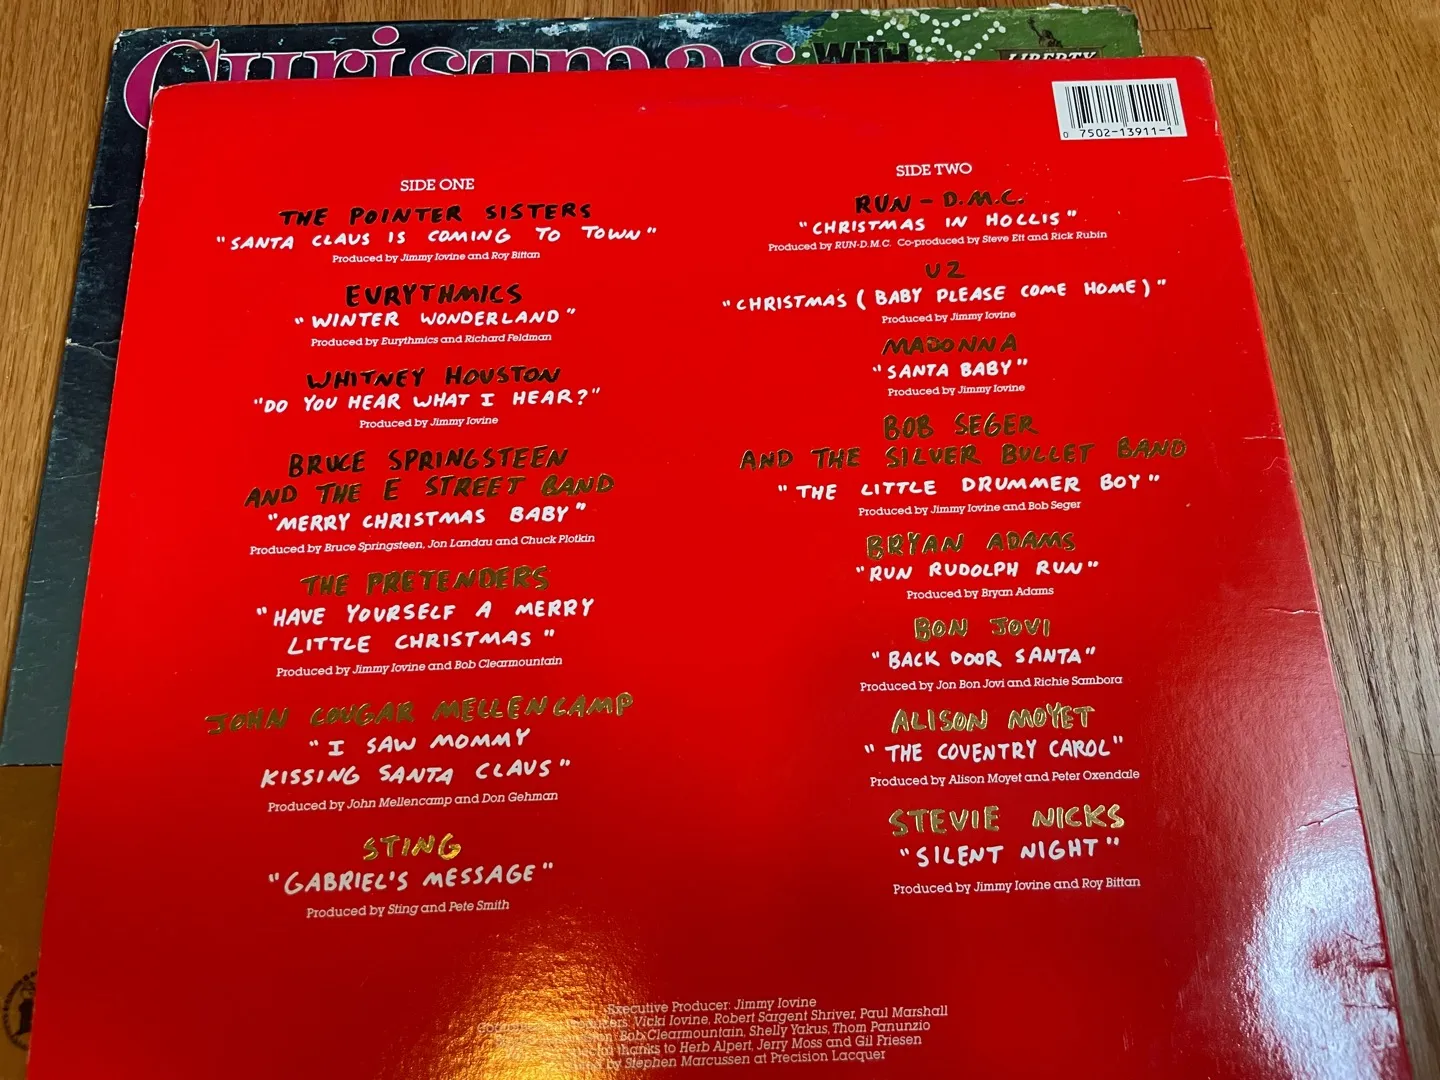 Christmas WITH
LIBERTY
0 7502-13911-1
SIDE ONE
THE POINTER SISTERS
"SANTA CLAUS IS COMING TO TOWN"
Produced by Jimmy Iovine and Roy Bittan
EURYTHMICS
"WINTER WONDERLAND"
Produced by Eurythmics and Richard Feldman
WHITNEY HOUSTON
"DO YOU HEAR WHAT I HEAR?"
Produced by Jimmy Iovine
BRUCE SPRINGSTEEN
AND THE E STREET BAND
"MERRY CHRISTMAS BABY"
Produced by Bruce Springsteen, Jon Landau and Chuck Plotkin
THE PRETENDERS
"HAVE YOURSELF A MERRY
LITTLE CHRISTMAS"
Produced by Jimmy Iovine and Bob Clearmountain
JOHN COUGAR MELLENCAMP
"I SAW MOMMY
KISSING SANTA CLAUS"
Produced by John Mellencamp and Don Gehman
STING
"GABRIEL'S MESSAGE"
Produced by Sting and Pete Smith
SIDE TWO
RUN-D.M.C.
"CHRISTMAS IN HOLLIS"
Produced by RUN-D.M.C. Co-produced by Steve Ett and Rick Rubin
U2
"CHRISTMAS (BABY PLEASE COME HOME)"
Produced by Jimmy Iovine
MADONNA
"SANTA BABY"
Produced by Jimmy Iovine
BOB SEGER
AND THE SILVER BULLET BAND
"THE LITTLE DRUMMER BOY"
Produced by Jimmy Iovine and Bob Seger
BRYAN ADAMS
"RUN RUDOLPH RUN"
Produced by Bryan Adams
BON JOVI
"BACK DOOR SANTA"
Produced by Jon Bon Jovi and Richie Sambora
ALISON MOYET
"THE COVENTRY CAROL"
Produced by Alison Moyet and Peter Oxendale
STEVIE NICKS
"SILENT NIGHT"
Produced by Jimmy Iovine and Roy Bittan
Executive Producer: Jimmy Iovine
Vicki Iovine, Robert Sargent Shriver, Paul Marshall
Bob Clearmountain, Shelly Yakus, Thom Panunzio
thanks to Herb Alpert, Jerry Moss and Gil Friesen
by Stephen Marcussen at Precision Lacquer